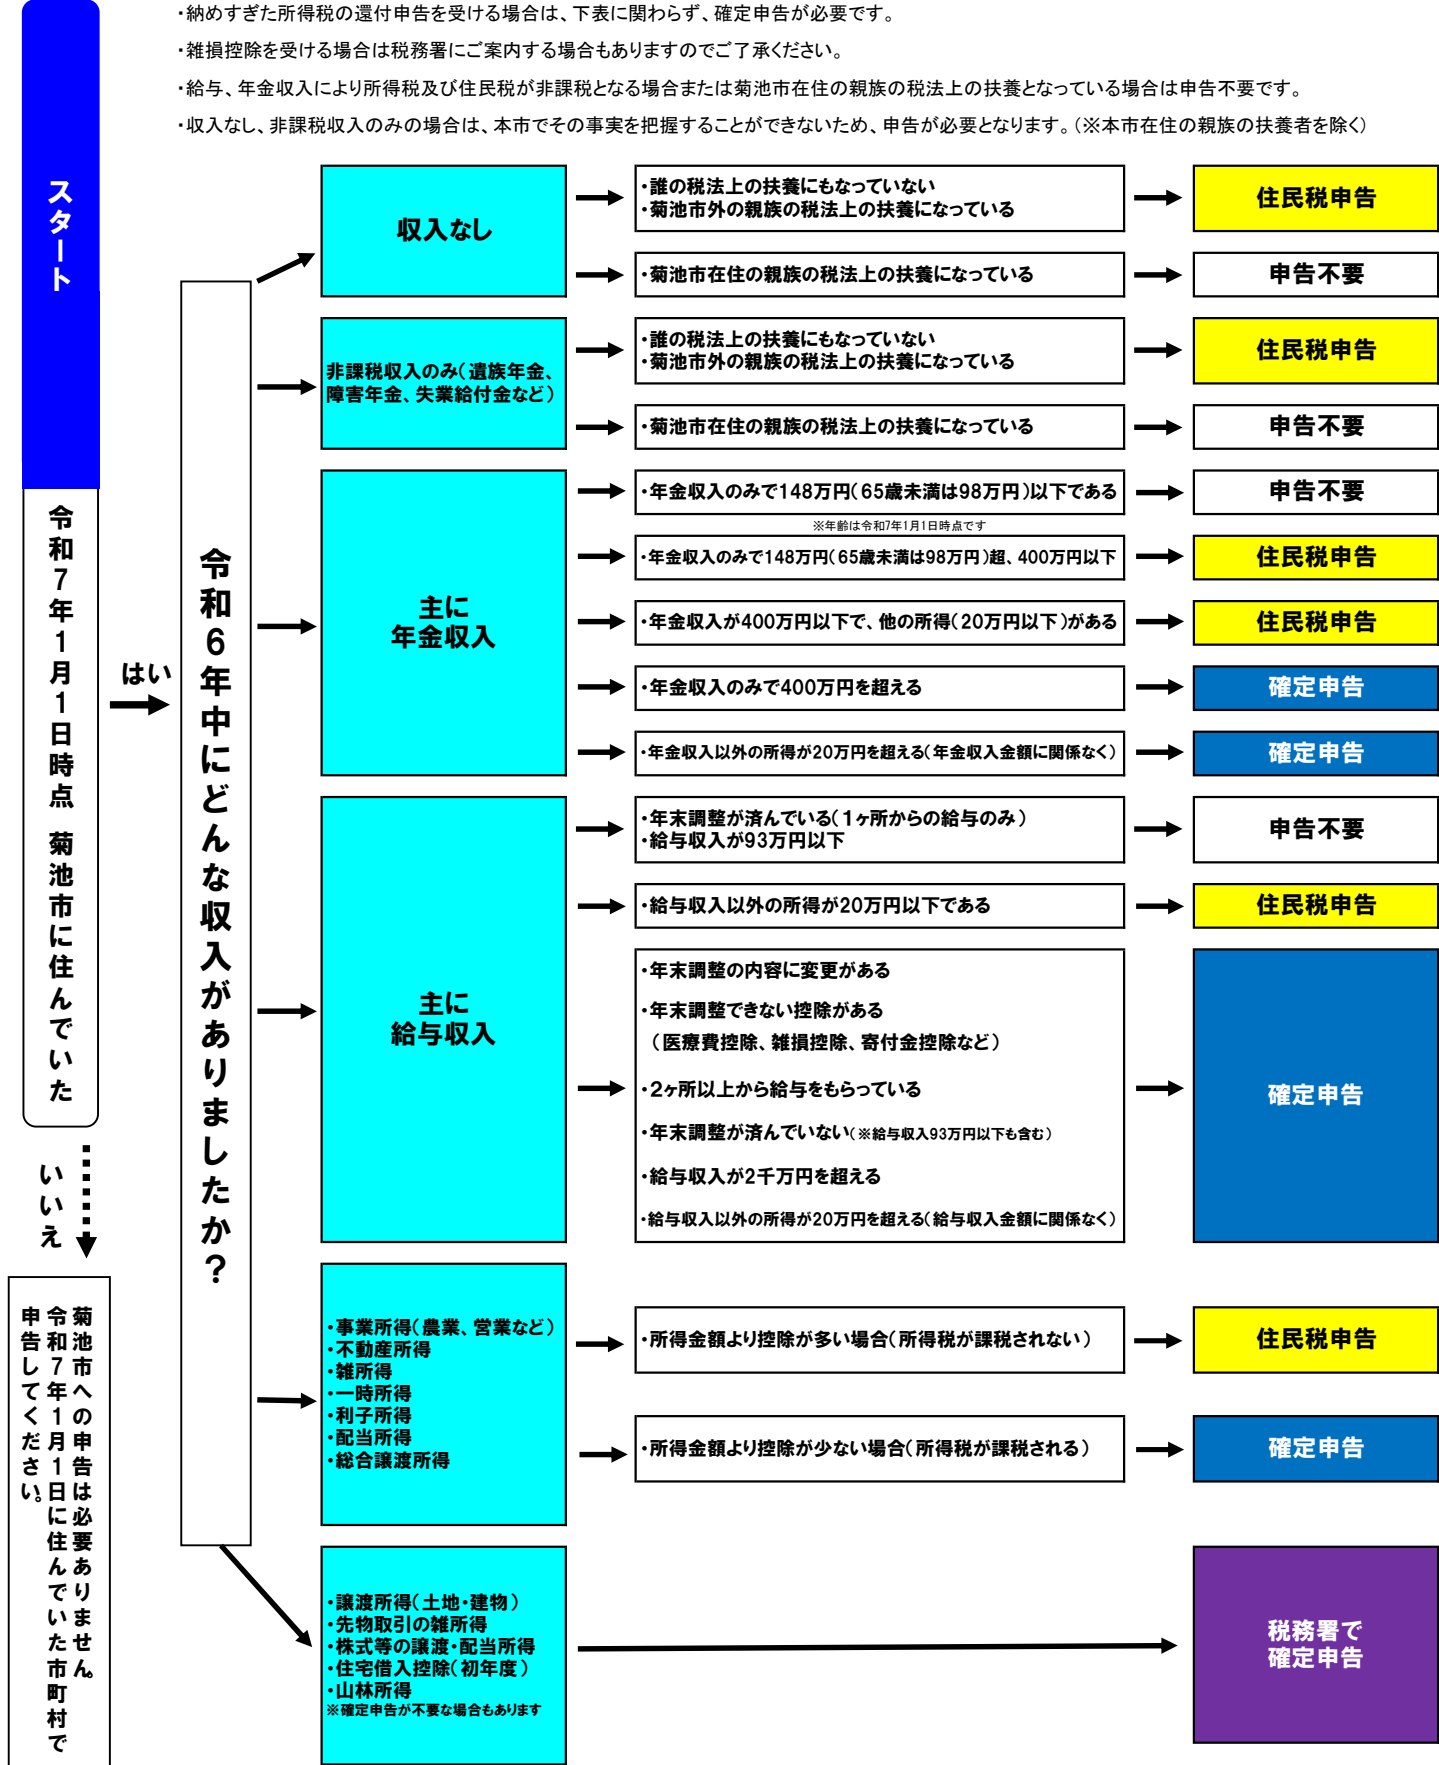 ・納めすぎた所得税の還付申告を受ける場合は、下表に関わらず、確定申告が必要です。
・雑損控除を受ける場合は税務署にご案内する場合もありますのでご了承ください。
・給与、年金収入により所得税及び住民税が非課税となる場合または菊池市在住の親族の税法上の扶養となっている場合は申告不要です。
・収入なし、非課税収入のみの場合は、本市でその事実を把握することができないため、申告が必要となります。(※本市在住の親族の扶養者を除く)
スタート
令和7年1月1日時点 菊池市に住んでいた
はい
いいえ
菊池市への申告は必要ありません。
令和7年1月1日に住んでいた市町村で
申告してください。
令和6年中にどんな収入がありましたか?
収入なし
・誰の税法上の扶養にもなっていない
・菊池市外の親族の税法上の扶養になっている
住民税申告
・菊池市在住の親族の税法上の扶養になっている
申告不要
非課税収入のみ(遺族年金、
障害年金、失業給付金など)
・誰の税法上の扶養にもなっていない
・菊池市外の親族の税法上の扶養になっている
住民税申告
・菊池市在住の親族の税法上の扶養になっている
申告不要
主に
年金収入
・年金収入のみで148万円(65歳未満は98万円)以下である
申告不要
※年齢は令和7年1月1日時点です
・年金収入のみで148万円(65歳未満は98万円)超、400万円以下
住民税申告
・年金収入が400万円以下で、他の所得(20万円以下)がある
住民税申告
・年金収入のみで400万円を超える
確定申告
・年金収入以外の所得が20万円を超える(年金収入金額に関係なく)
確定申告
主に
給与収入
・年末調整が済んでいる(1ヶ所からの給与のみ)
・給与収入が93万円以下
申告不要
・給与収入以外の所得が20万円以下である
住民税申告
・年末調整の内容に変更がある
・年末調整できない控除がある
(医療費控除、雑損控除、寄付金控除など)
・2ヶ所以上から給与をもらっている
・年末調整が済んでいない(※給与収入93万円以下も含む)
・給与収入が2千万円を超える
・給与収入以外の所得が20万円を超える(給与収入金額に関係なく)
確定申告
・事業所得(農業、営業など)
・不動産所得
・雑所得
・一時所得
・利子所得
・配当所得
・総合譲渡所得
・所得金額より控除が多い場合(所得税が課税されない)
住民税申告
・所得金額より控除が少ない場合(所得税が課税される)
確定申告
・譲渡所得(土地・建物)
・先物取引の雑所得
・株式等の譲渡・配当所得
・住宅借入控除(初年度)
・山林所得
※確定申告が不要な場合もあります
税務署で
確定申告